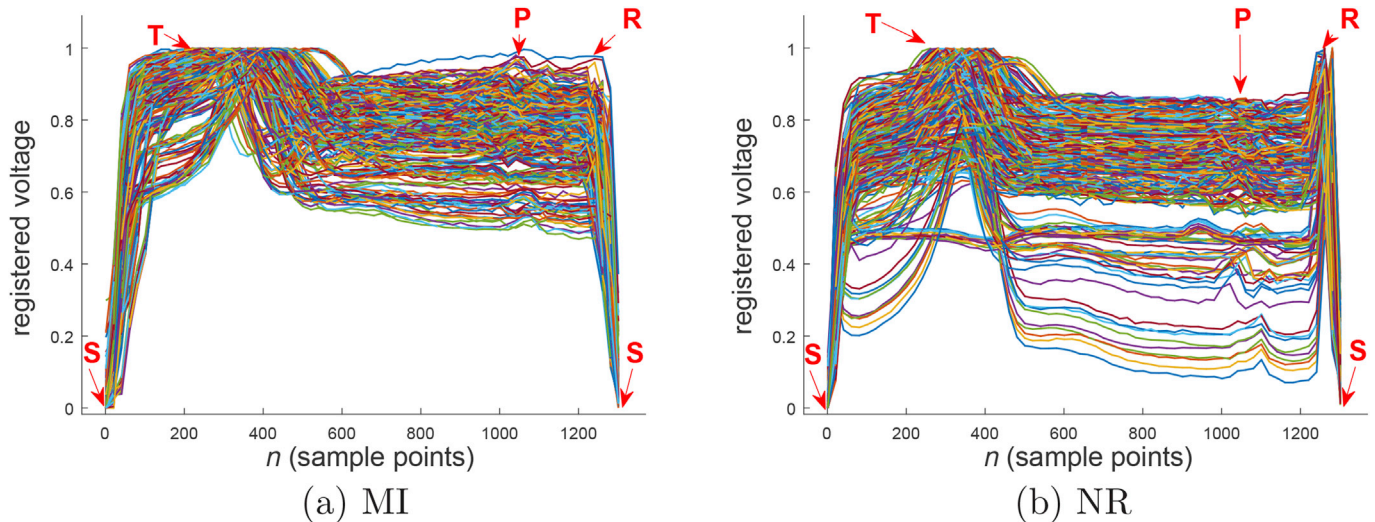 T P R
1
0.8
0.6
0.4
0.2
0
registered voltage
S S
0 200 400 600 800 1000 1200
n (sample points)
(a) MI
T P R
1
0.8
0.6
0.4
0.2
0
registered voltage
S S
0 200 400 600 800 1000 1200
n (sample points)
(b) NR